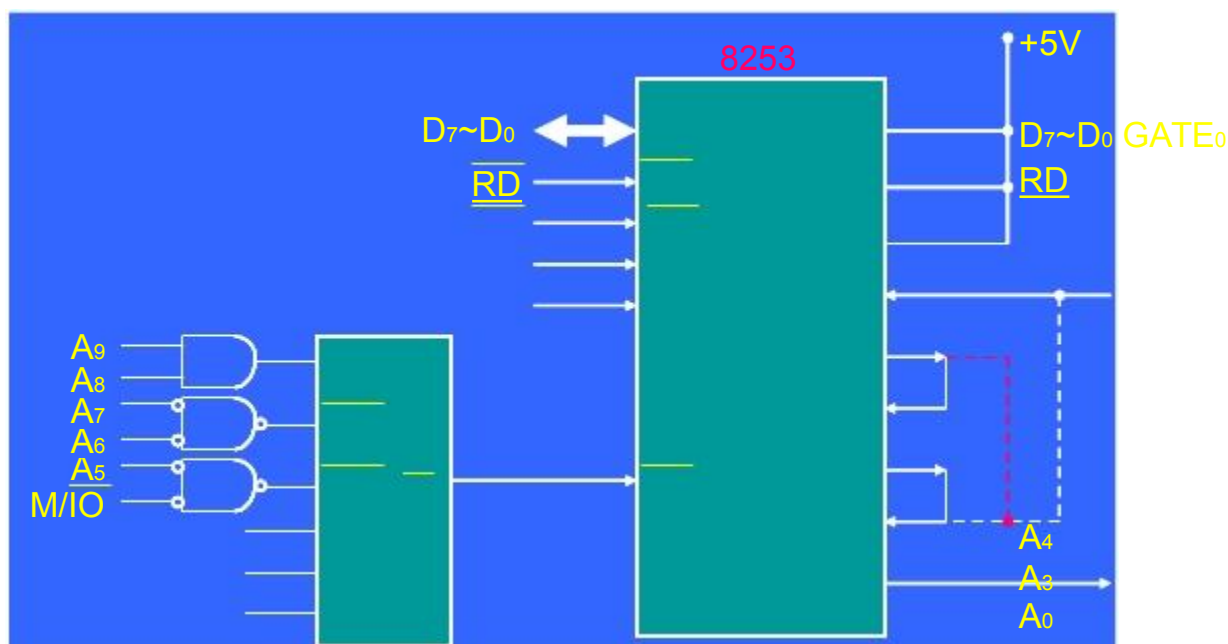 8253
+5V
D₇~D₀
D₇~D₀ GATE₀
RD
RD
A₉
A₈
A₇
A₆
A₅
M/IO
A₄
A₃
A₀